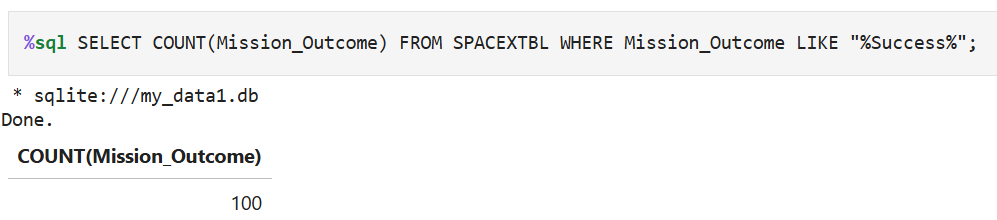 %sql SELECT COUNT(Mission_Outcome) FROM SPACEXTBL WHERE Mission_Outcome LIKE "%Success%";
* sqlite:///my_data1.db
Done.
COUNT(Mission_Outcome)
100